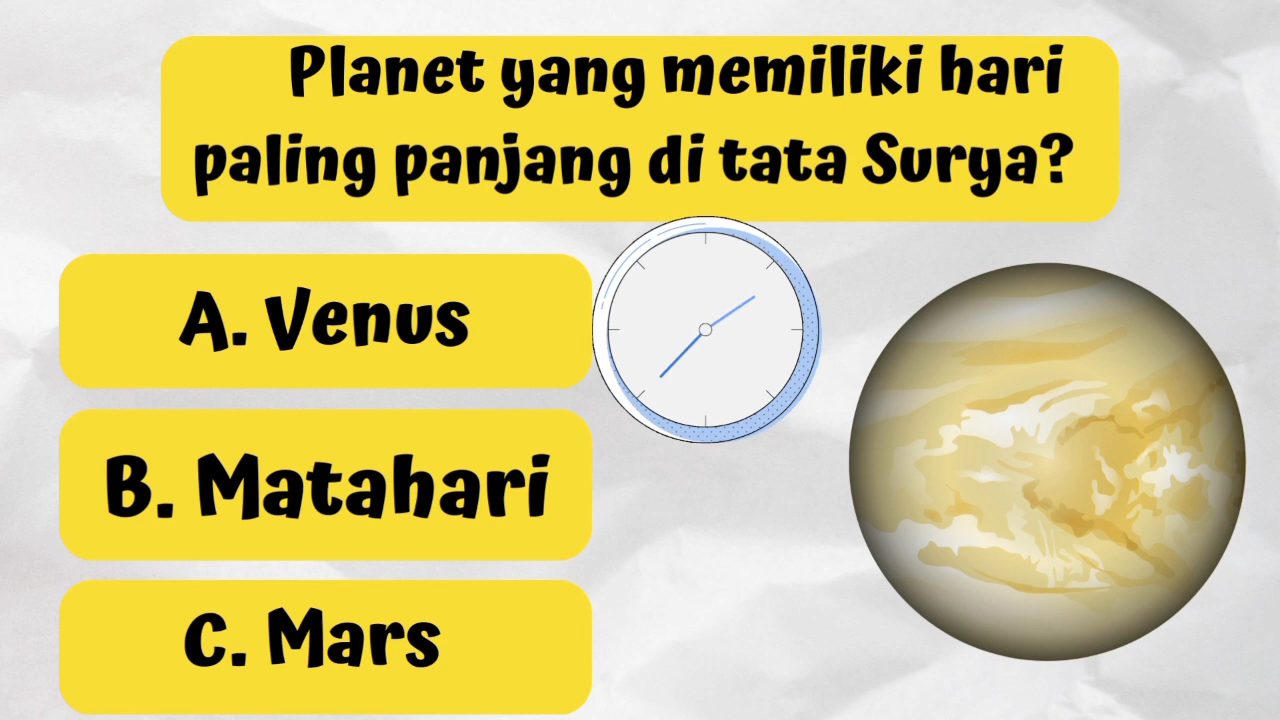 Planet yang memiliki hari
paling panjang di tata Surya?
A. Venus
B. Matahari
C. Mars